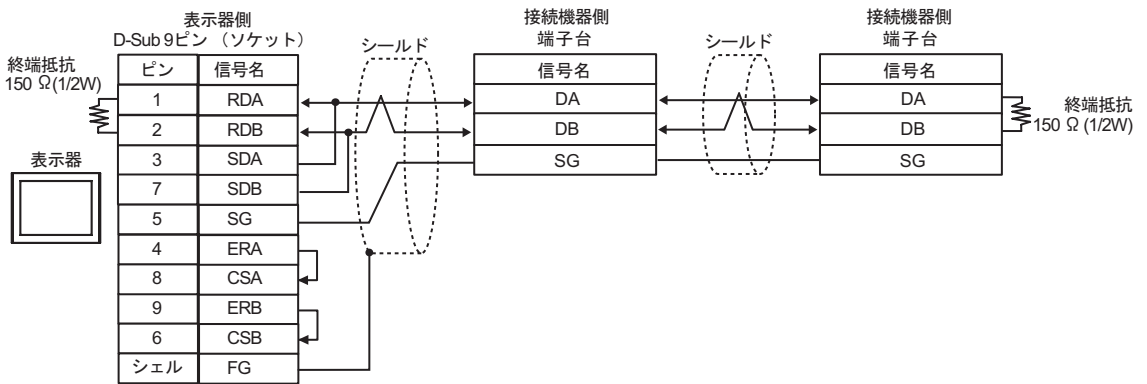 表示器側
D-Sub 9ピン （ソケット）
終端抵抗
150 Ω(1/2W)
表示器
ピン 信号名
1 RDA
2 RDB
3 SDA
7 SDB
5 SG
4 ERA
8 CSA
9 ERB
6 CSB
シェル FG
シールド
接続機器側
端子台
信号名
DA
DB
SG
シールド
接続機器側
端子台
信号名
DA
DB
SG
終端抵抗
150 Ω (1/2W)